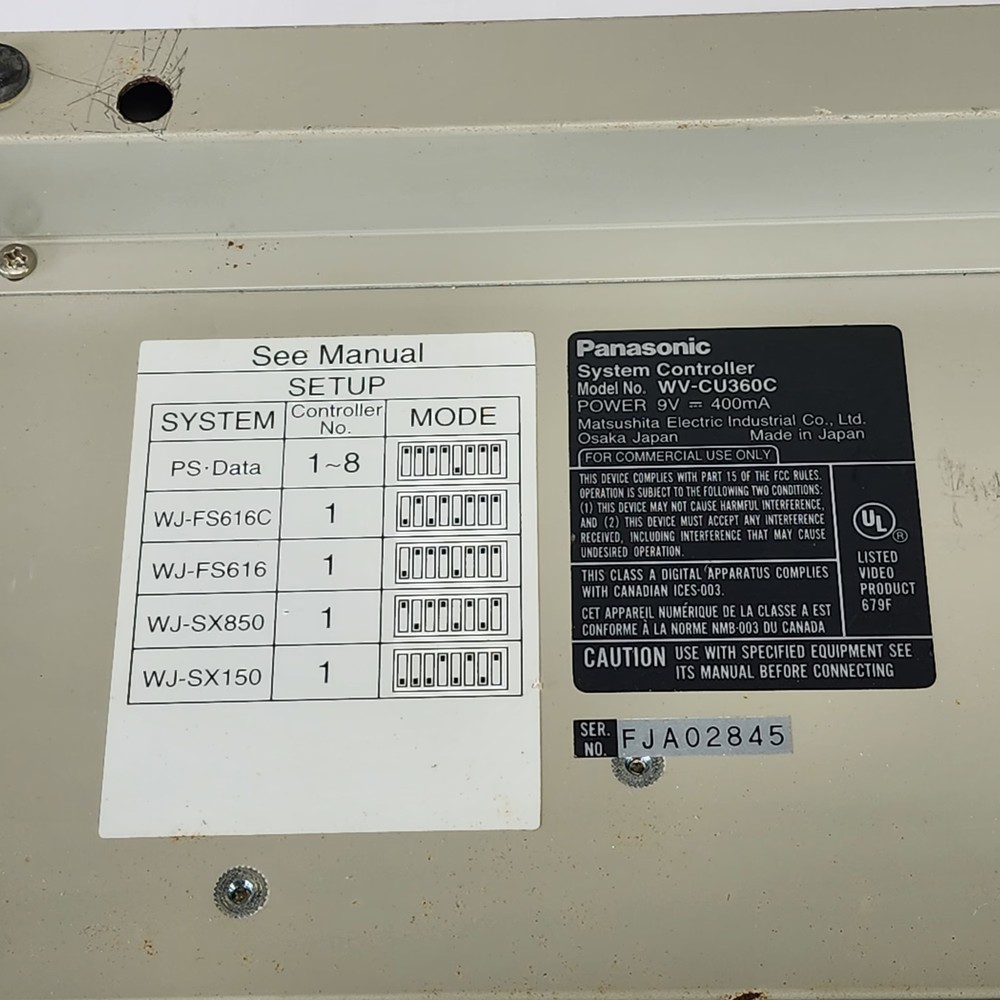 See Manual
SETUP
SYSTEM Controller No. MODE
PS·Data 1~8
WJ-FS616C 1
WJ-FS616 1
WJ-SX850 1
WJ-SX150 1
Panasonic
System Controller
Model No. WV-CU360C
POWER 9V ⎓ 400mA
Matsushita Electric Industrial Co., Ltd.
Osaka Japan Made in Japan
FOR COMMERCIAL USE ONLY
THIS DEVICE COMPLIES WITH PART 15 OF THE FCC RULES.
OPERATION IS SUBJECT TO THE FOLLOWING TWO CONDITIONS:
(1) THIS DEVICE MAY NOT CAUSE HARMFUL INTERFERENCE,
AND (2) THIS DEVICE MUST ACCEPT ANY INTERFERENCE
RECEIVED, INCLUDING INTERFERENCE THAT MAY CAUSE
UNDESIRED OPERATION.
THIS CLASS A DIGITAL APPARATUS COMPLIES
WITH CANADIAN ICES-003.
CET APPAREIL NUMÉRIQUE DE LA CLASSE A EST
CONFORME À LA NORME NMB-003 DU CANADA
UL ®
LISTED
VIDEO
PRODUCT
679F
CAUTION USE WITH SPECIFIED EQUIPMENT SEE
ITS MANUAL BEFORE CONNECTING
SER.
NO. FJA02845